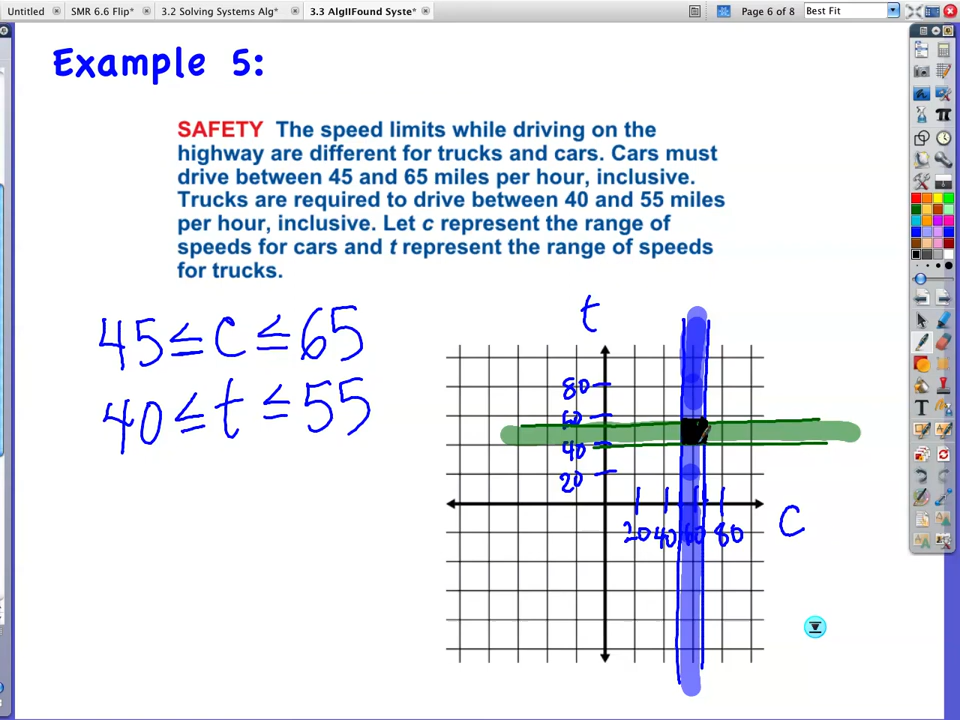 Untitled
SMR 6.6 Flip*
3.2 Solving Systems Alg*
3.3 AlgIIFound Syste*
Page 6 of 8
Best Fit
Example 5:
SAFETY The speed limits while driving on the
highway are different for trucks and cars. Cars must
drive between 45 and 65 miles per hour, inclusive.
Trucks are required to drive between 40 and 55 miles
per hour, inclusive. Let c represent the range of
speeds for cars and t represent the range of speeds
for trucks.
45 ≤ c ≤ 65
40 ≤ t ≤ 55
t
80
60
40
20
20 40 60 80
C